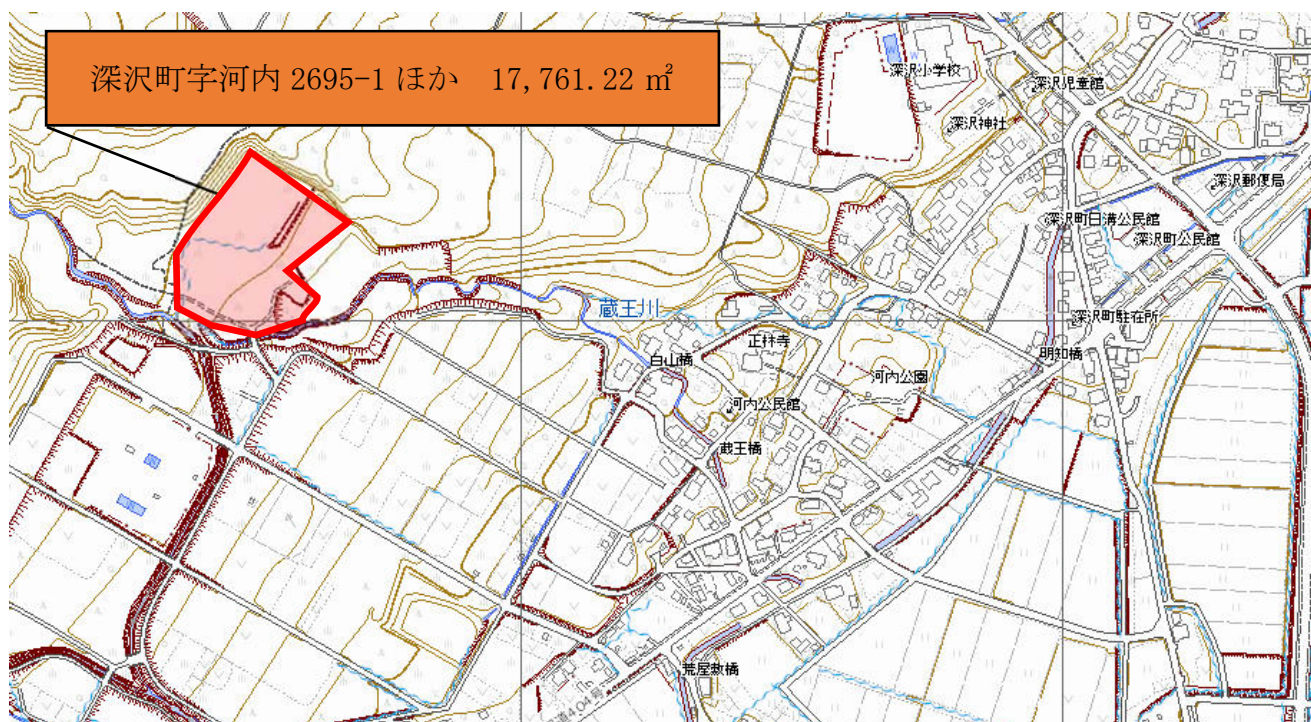 深沢町字河内 2695-1 ほか　17,761.22 ㎡
深沢小学校
深沢児童館
深沢神社
深沢郵便局
深沢町日溝公民館
深沢町公民館
蔵王川
深沢町駐在所
正林寺
明知橋
白山橋
河内公園
河内公民館
蔵王橋
荒屋敷橋